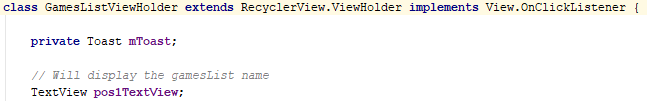 class GamesListViewHolder extends RecyclerView.ViewHolder implements View.OnClickListener {
private Toast mToast;
// Will display the gamesList name
TextView pos1TextView;